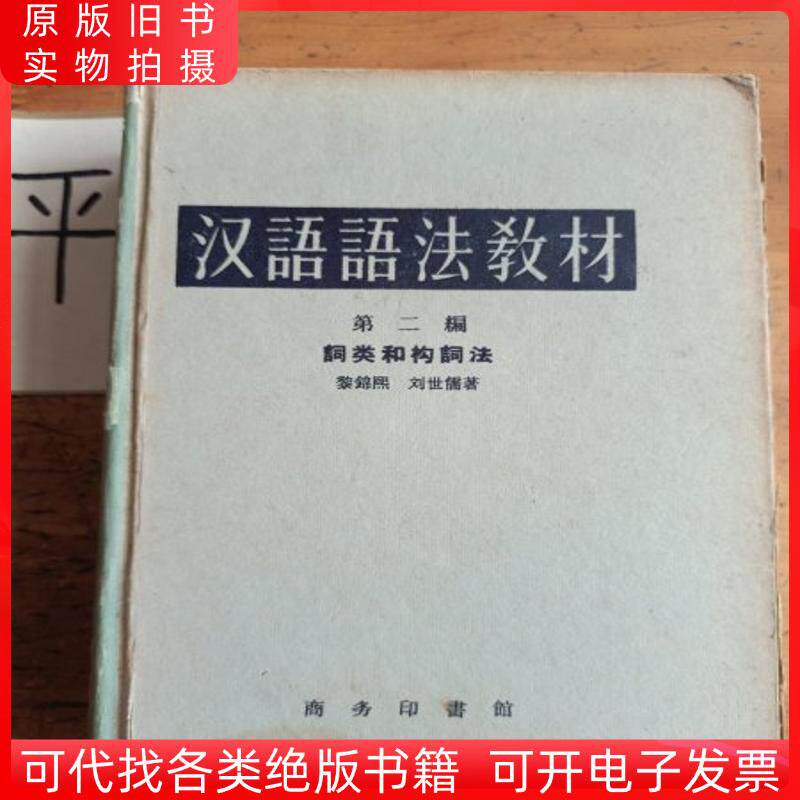 原版旧书
实物拍摄
平
汉語語法教材
第二編
詞类和构詞法
黎錦熙 刘世儒著
商务印書館
可代找各类绝版书籍 可开电子发票